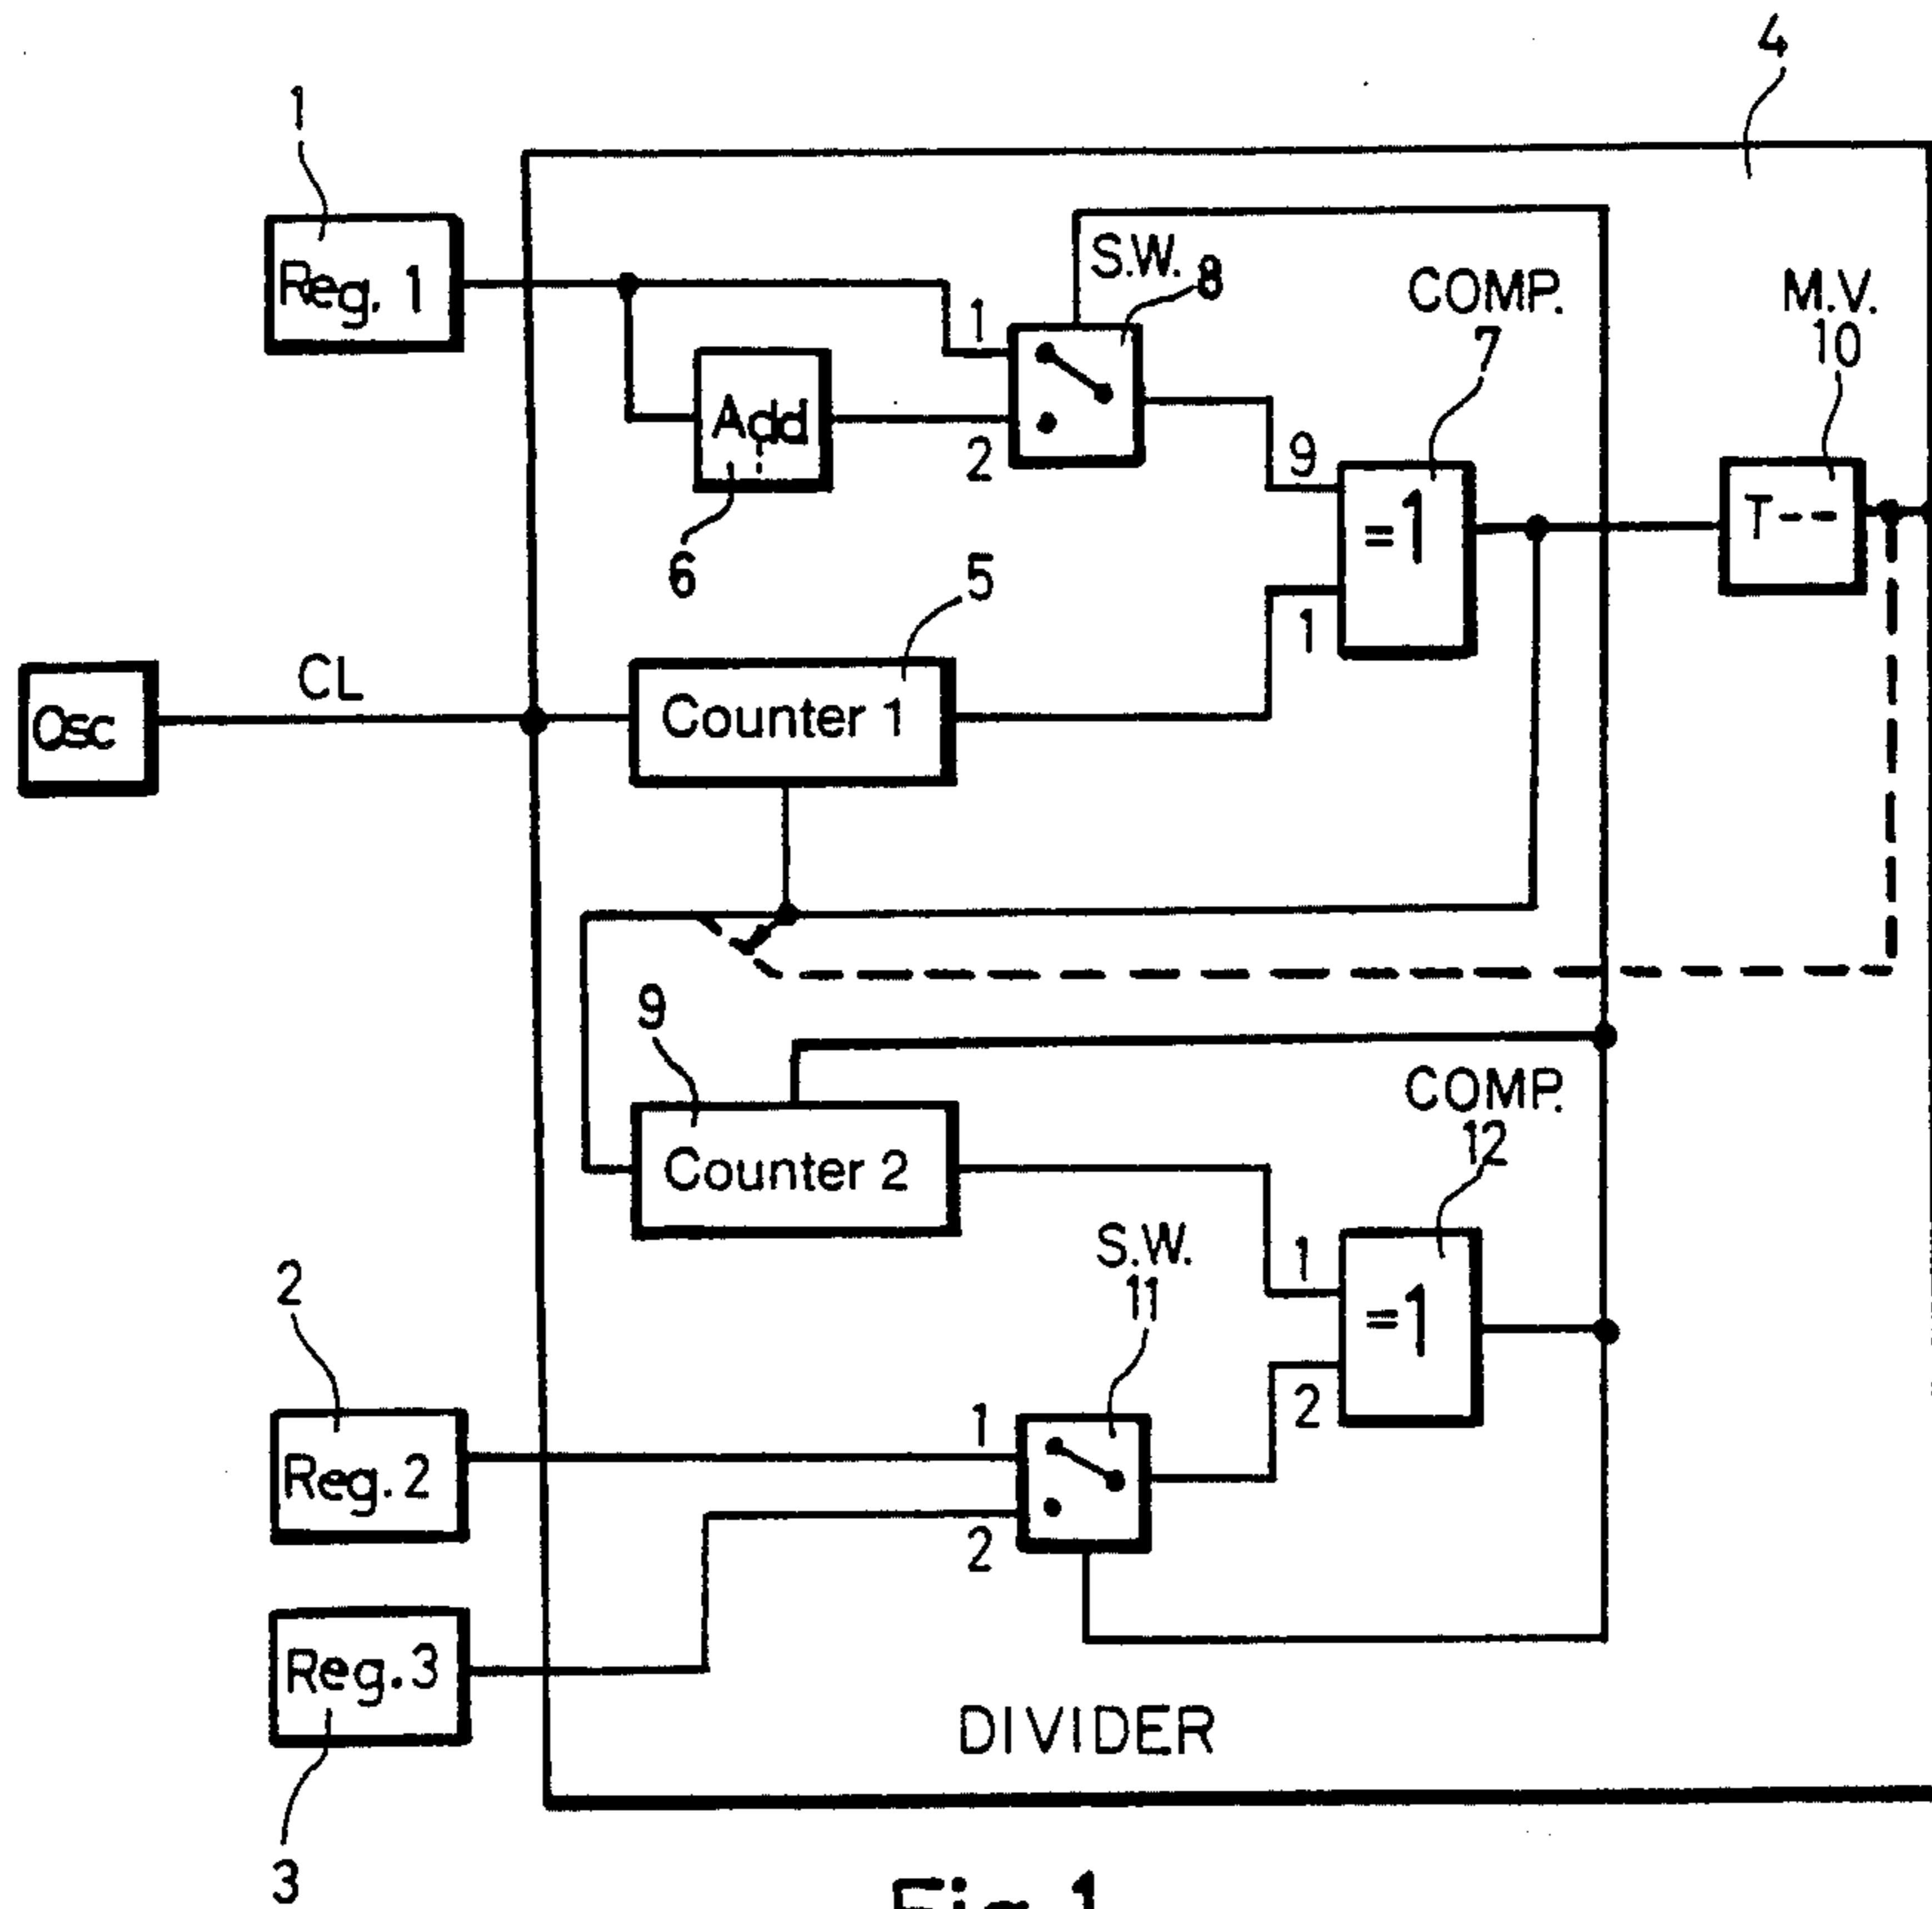 4
1
Reg. 1
S.W.
8
COMP.
7
M.V.
10
1
Add
2
9
=1
T--
6
5
1
CL
Osc
Counter 1
9
COMP.
12
Counter 2
S.W.
11
1
2
=1
2
1
Reg. 2
2
Reg. 3
DIVIDER
3